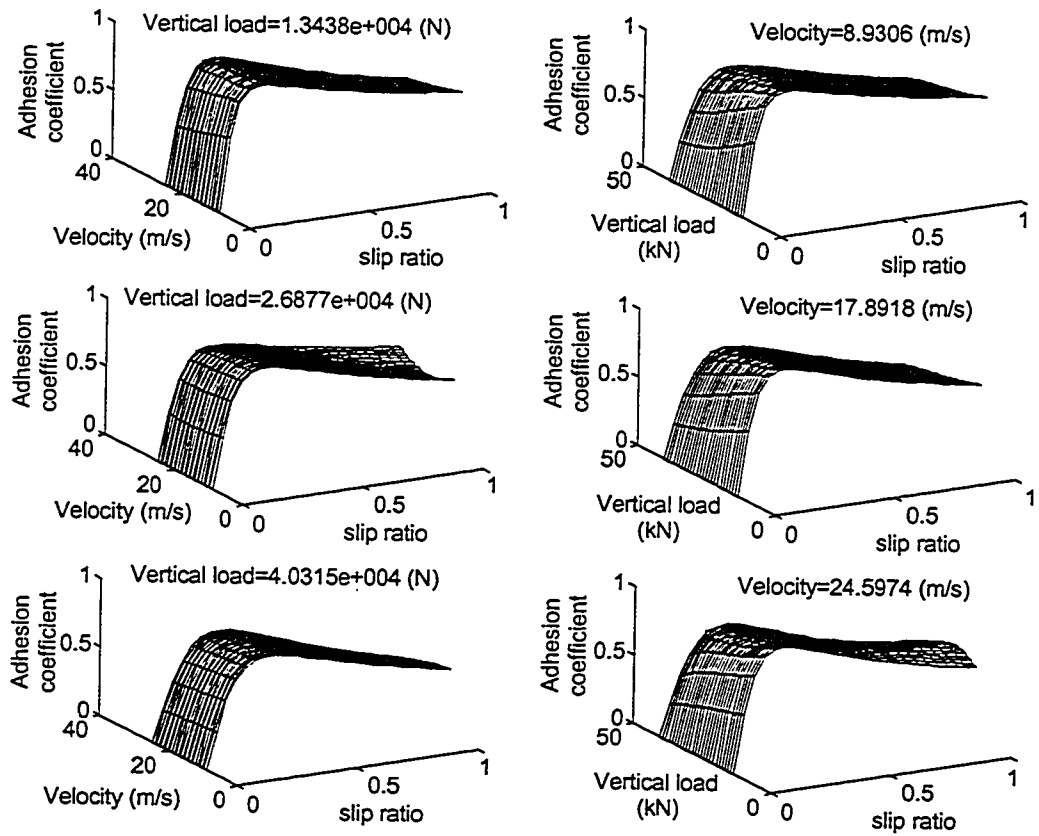 Vertical load=1.3438e+004 (N)
1
0.5
0
Adhesion
coefficient
40
20
0
Velocity (m/s)
0
0.5
1
slip ratio
Velocity=8.9306 (m/s)
1
0.5
0
Adhesion
coefficient
50
0
Vertical load
(kN)
0
0.5
1
slip ratio
Vertical load=2.6877e+004 (N)
1
0.5
0
Adhesion
coefficient
40
20
0
Velocity (m/s)
0
0.5
1
slip ratio
Velocity=17.8918 (m/s)
1
0.5
0
Adhesion
coefficient
50
0
Vertical load
(kN)
0
0.5
1
slip ratio
Vertical load=4.0315e+004 (N)
1
0.5
0
Adhesion
coefficient
40
20
0
Velocity (m/s)
0
0.5
1
slip ratio
Velocity=24.5974 (m/s)
1
0.5
0
Adhesion
coefficient
50
0
Vertical load
(kN)
0
0.5
1
slip ratio